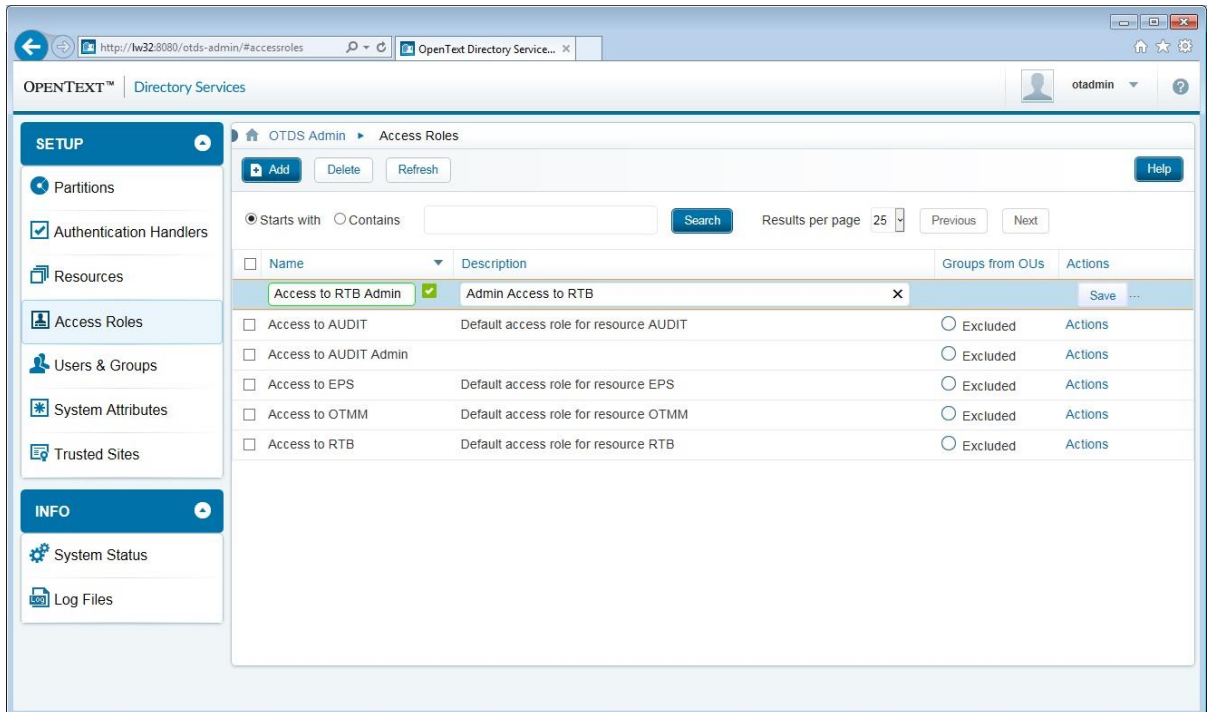 http://lw32:8080/otds-admin/#accessroles
OpenText Directory Service...
OPENTEXT™ Directory Services
otadmin
?
SETUP
Partitions
Authentication Handlers
Resources
Access Roles
Users & Groups
System Attributes
Trusted Sites
INFO
System Status
Log Files
OTDS Admin Access Roles
Add Delete Refresh Help
Starts with Contains Search Results per page 25 Previous Next
Name Description Groups from OUs Actions
Access to RTB Admin Admin Access to RTB Save ...
Access to AUDIT Default access role for resource AUDIT Excluded Actions
Access to AUDIT Admin Excluded Actions
Access to EPS Default access role for resource EPS Excluded Actions
Access to OTMM Default access role for resource OTMM Excluded Actions
Access to RTB Default access role for resource RTB Excluded Actions